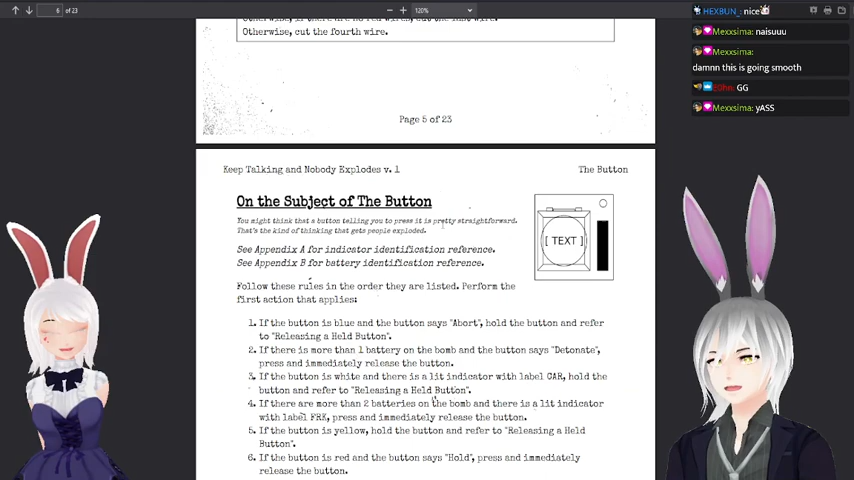 6 of 23
120%
Otherwise, cut the fourth wire.
Page 5 of 23
Keep Talking and Nobody Explodes v. 1
The Button
On the Subject of The Button
You might think that a button telling you to press it is pretty straightforward.
That's the kind of thinking that gets people exploded.
[ TEXT ]
See Appendix A for indicator identification reference.
See Appendix B for battery identification reference.
Follow these rules in the order they are listed. Perform the
first action that applies:
1. If the button is blue and the button says "Abort", hold the button and refer
to "Releasing a Held Button".
2. If there is more than 1 battery on the bomb and the button says "Detonate",
press and immediately release the button.
3. If the button is white and there is a lit indicator with label CAR, hold the
button and refer to "Releasing a Held Button".
4. If there are more than 2 batteries on the bomb and there is a lit indicator
with label FRK, press and immediately release the button.
5. If the button is yellow, hold the button and refer to "Releasing a Held
Button".
6. If the button is red and the button says "Hold", press and immediately
release the button.
HEXBUN_: nice
Mexxsima: naisuuu
Mexxsima:
damnn this is going smooth
GG
Mexxsima: yASS